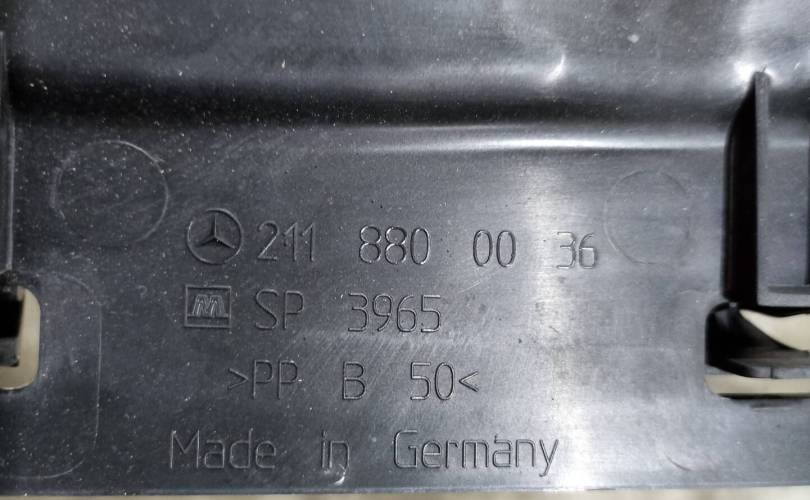 211 880 00 36
M SP 3965
>PP B 50<
Made in Germany